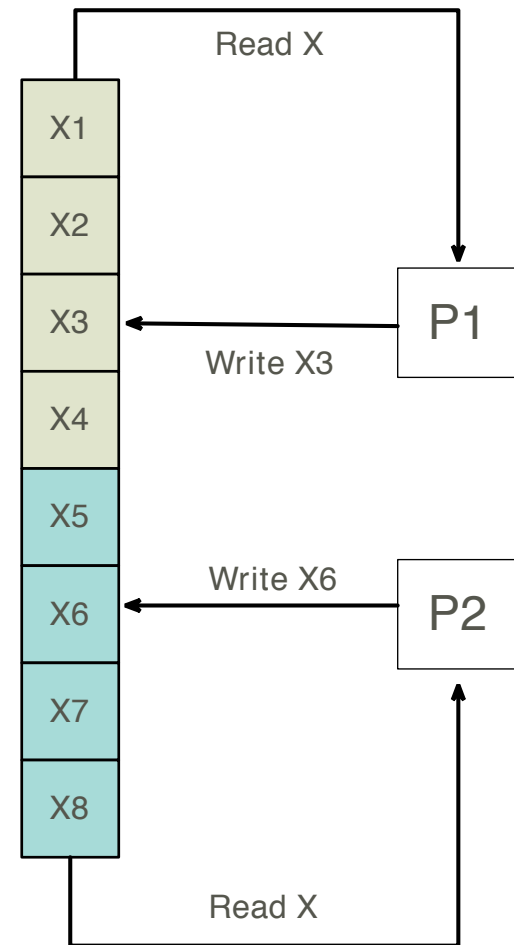 Read X
X1
X2
X3
X4
X5
X6
X7
X8
P1
Write X3
Write X6
P2
Read X